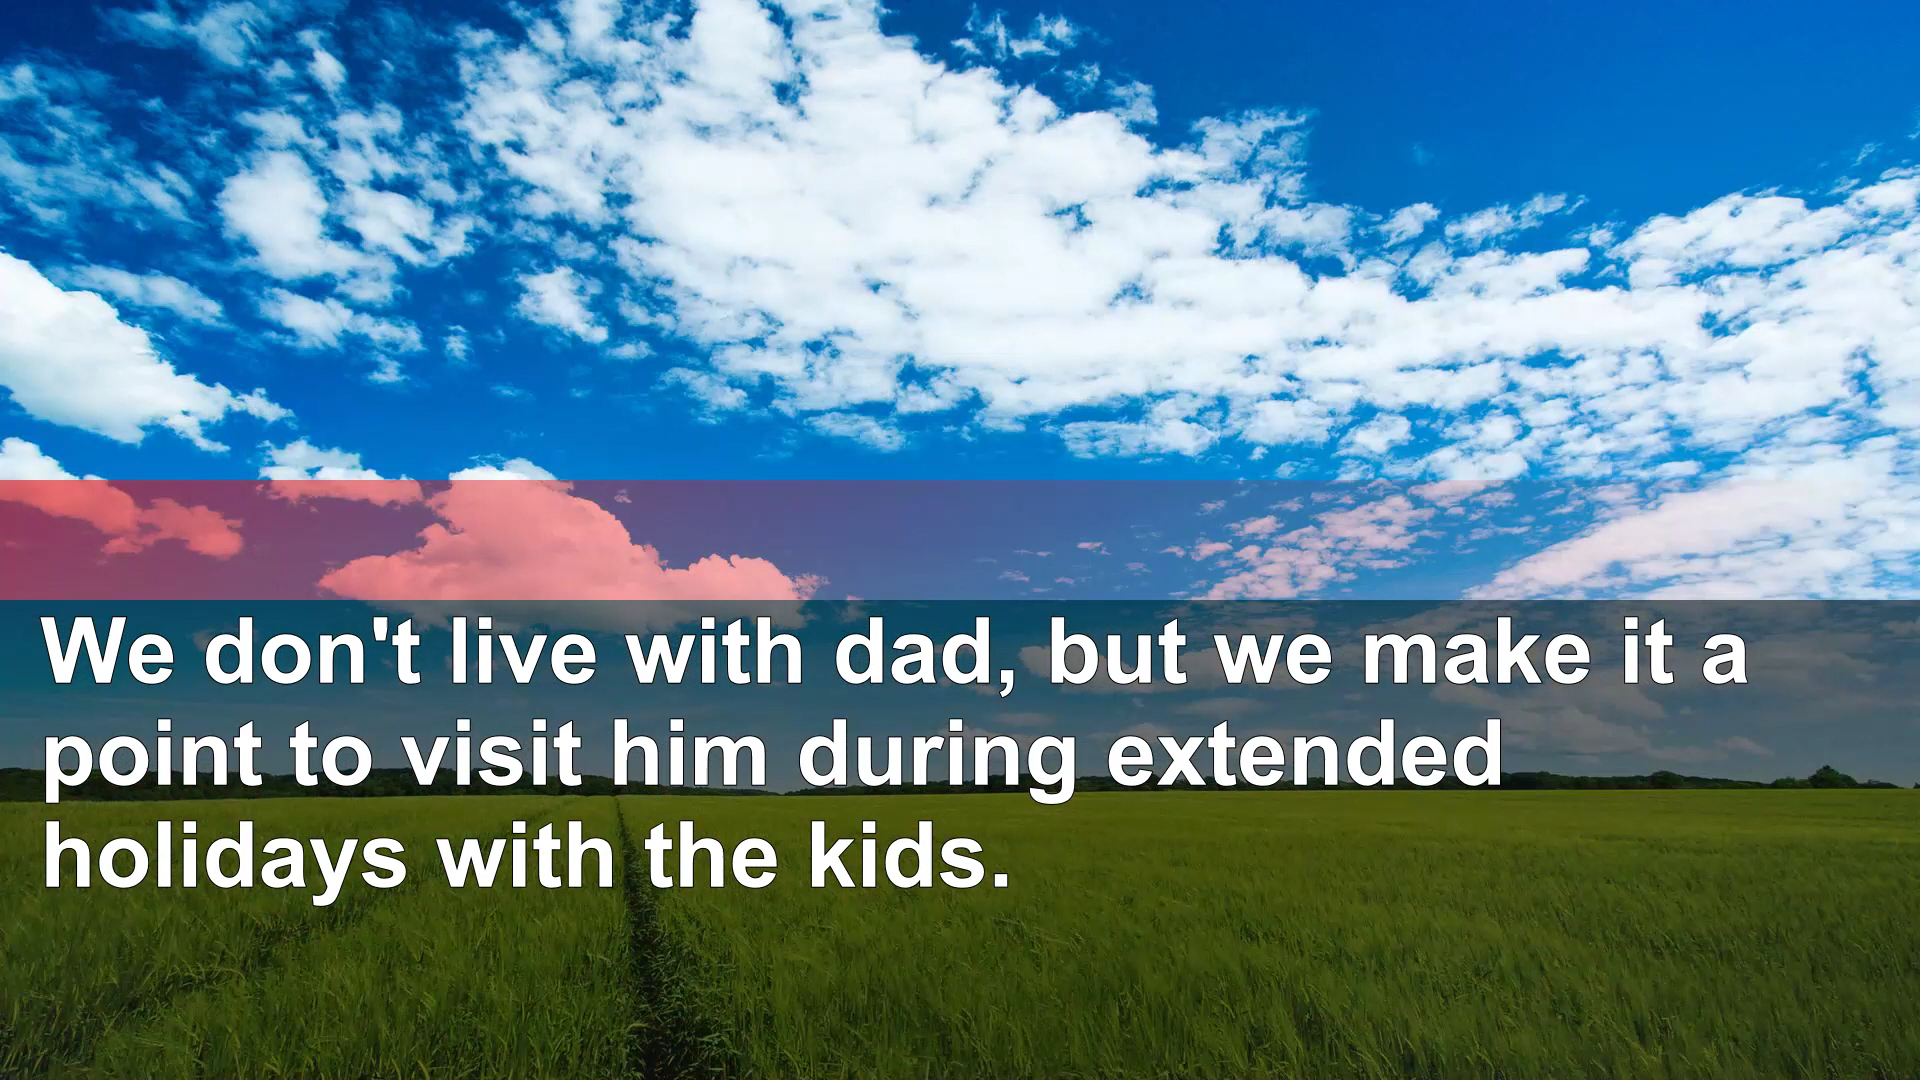 We don't live with dad, but we make it a
point to visit him during extended
holidays with the kids.